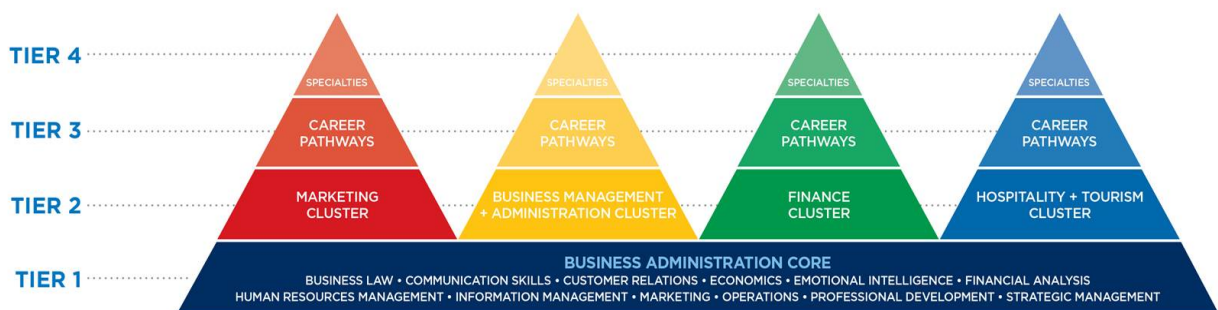 TIER 4
SPECIALTIES
SPECIALTIES
SPECIALTIES
SPECIALTIES
TIER 3
CAREER
PATHWAYS
CAREER
PATHWAYS
CAREER
PATHWAYS
CAREER
PATHWAYS
TIER 2
MARKETING
CLUSTER
BUSINESS MANAGEMENT
+ ADMINISTRATION CLUSTER
FINANCE
CLUSTER
HOSPITALITY + TOURISM
CLUSTER
TIER 1
BUSINESS ADMINISTRATION CORE
BUSINESS LAW • COMMUNICATION SKILLS • CUSTOMER RELATIONS • ECONOMICS • EMOTIONAL INTELLIGENCE • FINANCIAL ANALYSIS
HUMAN RESOURCES MANAGEMENT • INFORMATION MANAGEMENT • MARKETING • OPERATIONS • PROFESSIONAL DEVELOPMENT • STRATEGIC MANAGEMENT